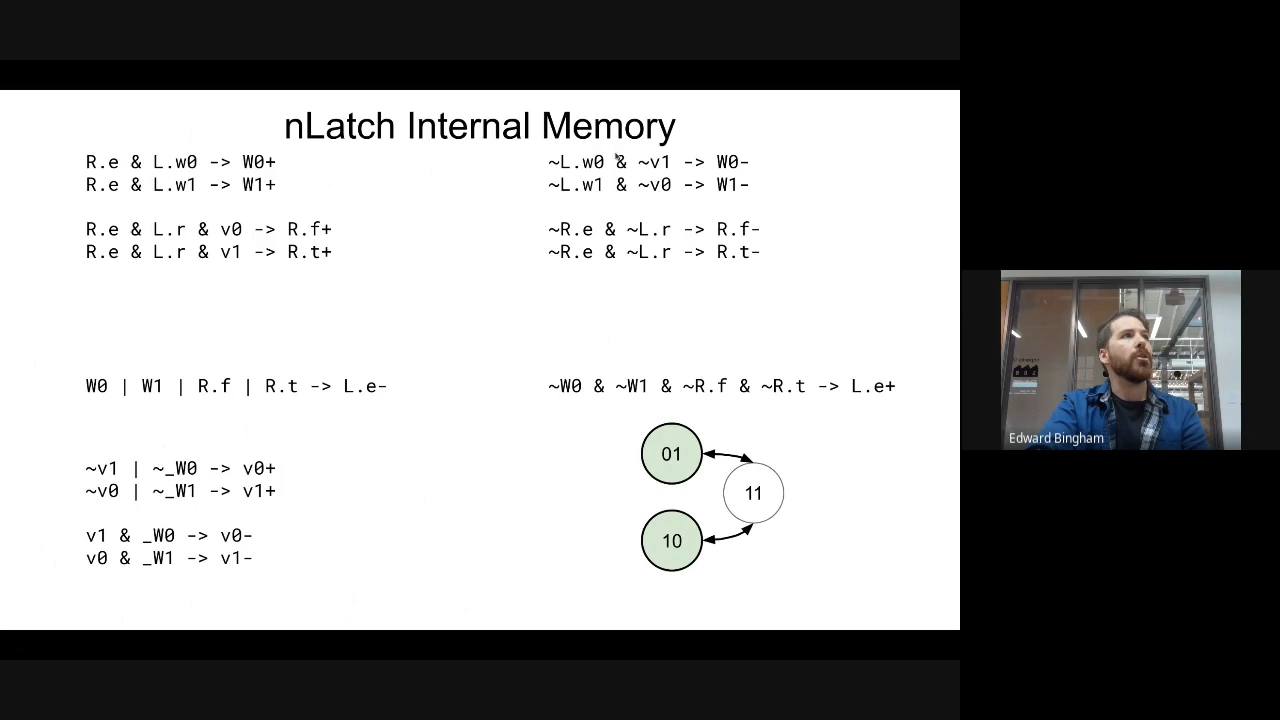 nLatch Internal Memory
R.e & L.w0 -> W0+
R.e & L.w1 -> W1+
~L.w0 & ~v1 -> W0-
~L.w1 & ~v0 -> W1-
R.e & L.r & v0 -> R.f+
R.e & L.r & v1 -> R.t+
~R.e & ~L.r -> R.f-
~R.e & ~L.r -> R.t-
W0 | W1 | R.f | R.t -> L.e-
~W0 & ~W1 & ~R.f & ~R.t -> L.e+
~v1 | ~_W0 -> v0+
~v0 | ~_W1 -> v1+
v1 & _W0 -> v0-
v0 & _W1 -> v1-
01
11
10
Edward Bingham